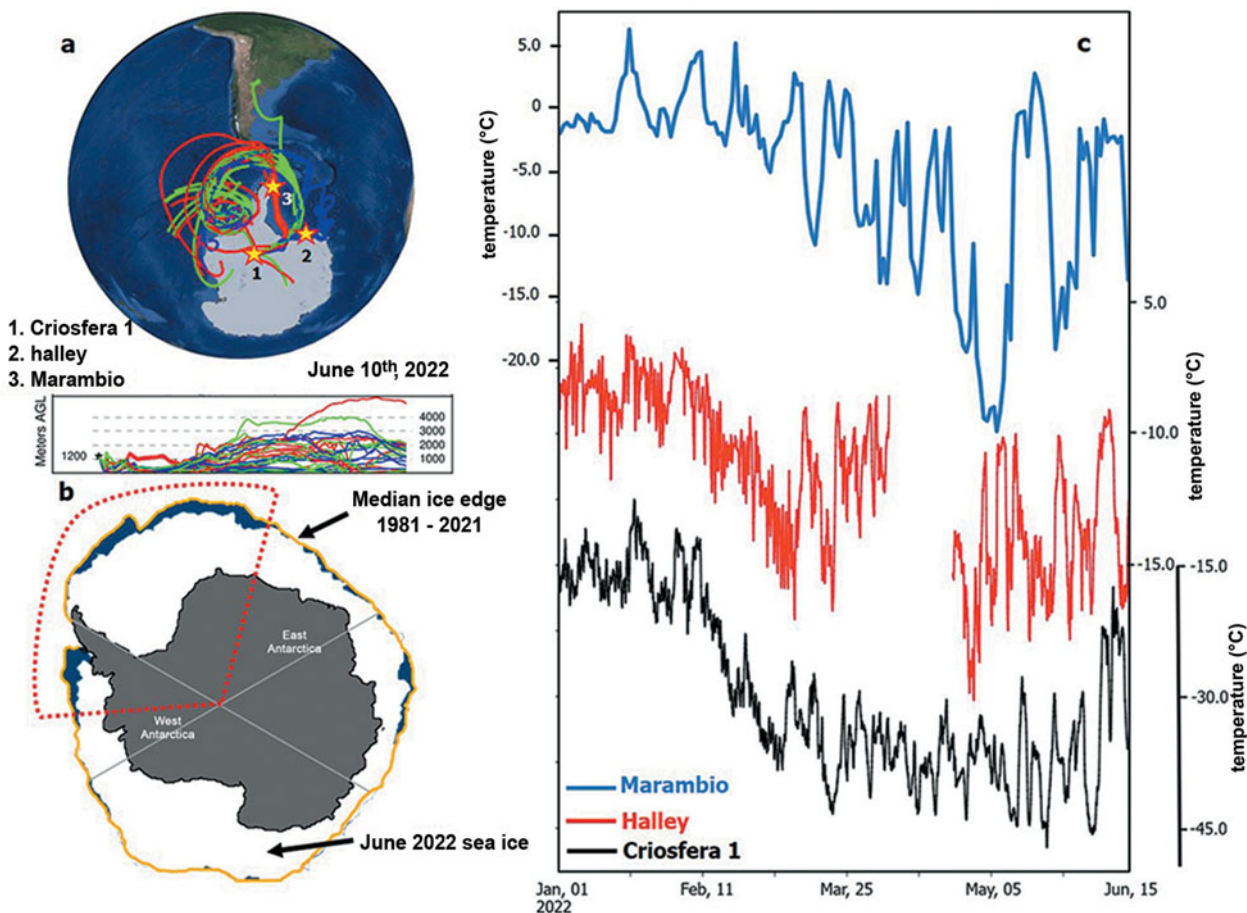 a
1
2
3
1. Criosfera 1
2. halley
3. Marambio
June 10th, 2022
Meters AGL
1200
4000
3000
2000
1000
b
Median ice edge
1981 - 2021
East
Antarctica
West
Antarctica
June 2022 sea ice
c
temperature (°C)
5.0
0
-5.0
-10.0
-15.0
-20.0
5.0
-10.0
-15.0
temperature (°C)
-15.0
-30.0
-45.0
temperature (°C)
Marambio
Halley
Criosfera 1
Jan, 01
2022
Feb, 11
Mar, 25
May, 05
Jun, 15